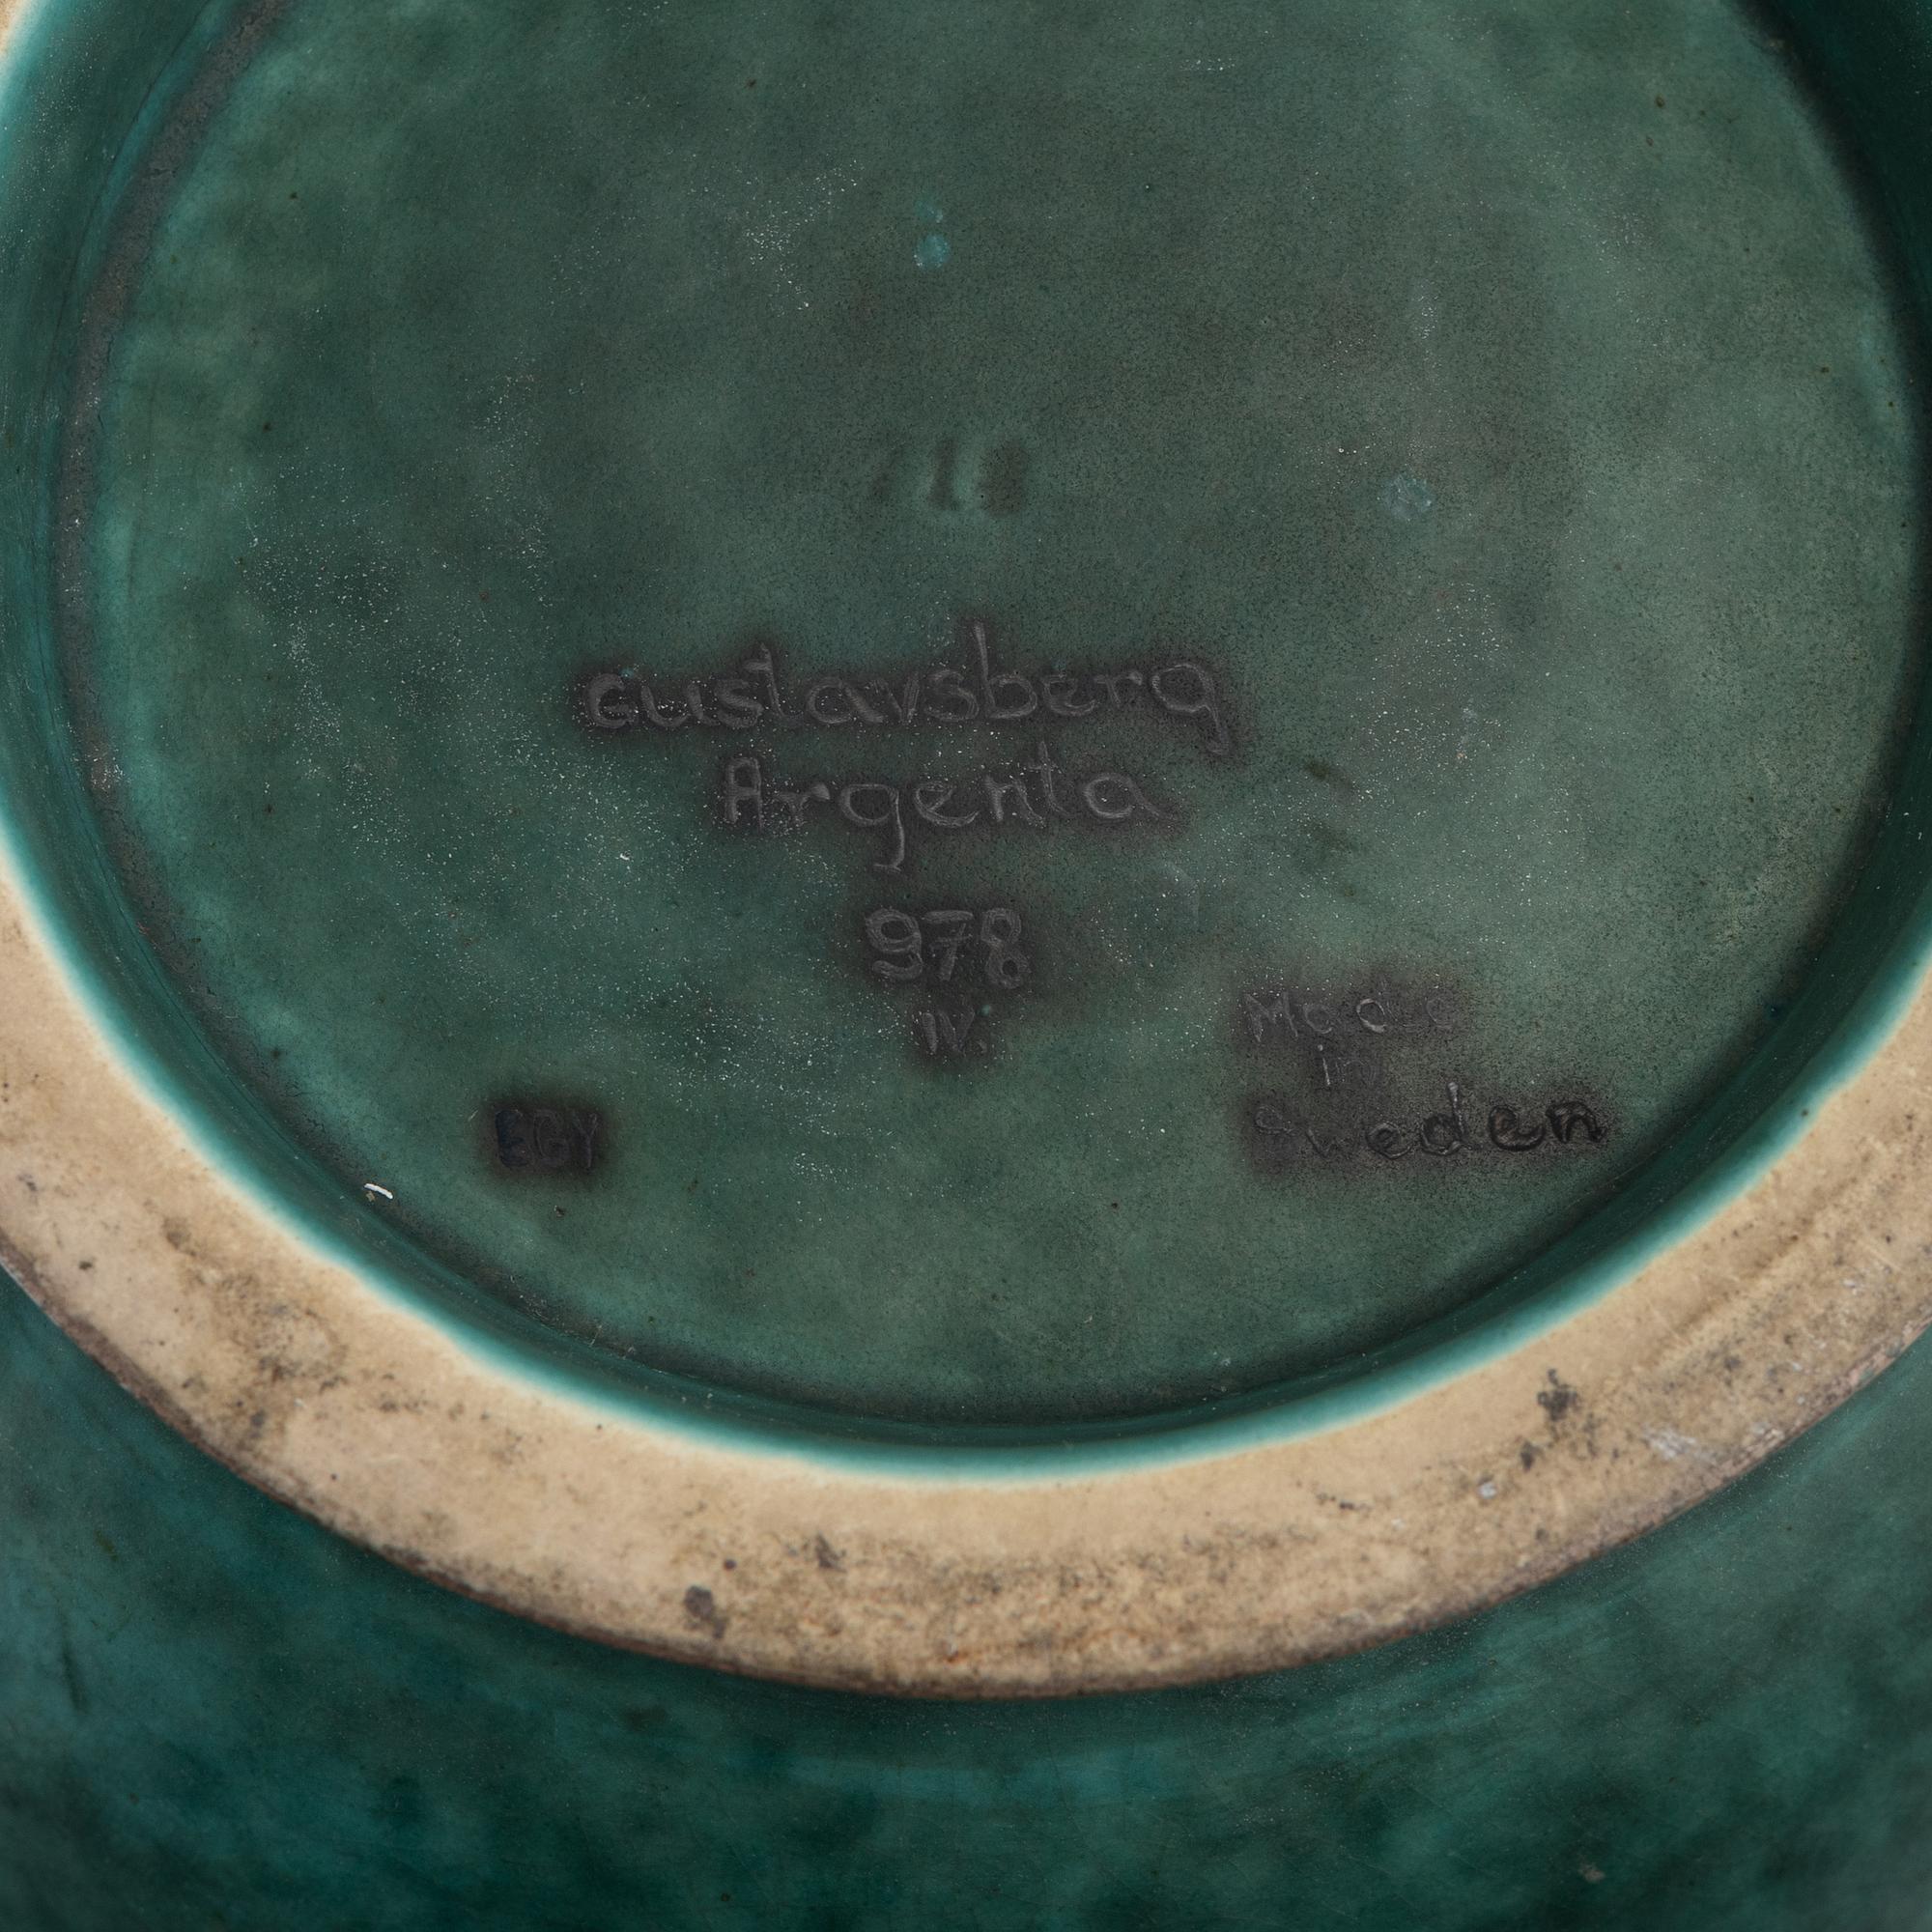 Gustavsberg
Argenta
978
IV.
EGY
Made
in
Sweden